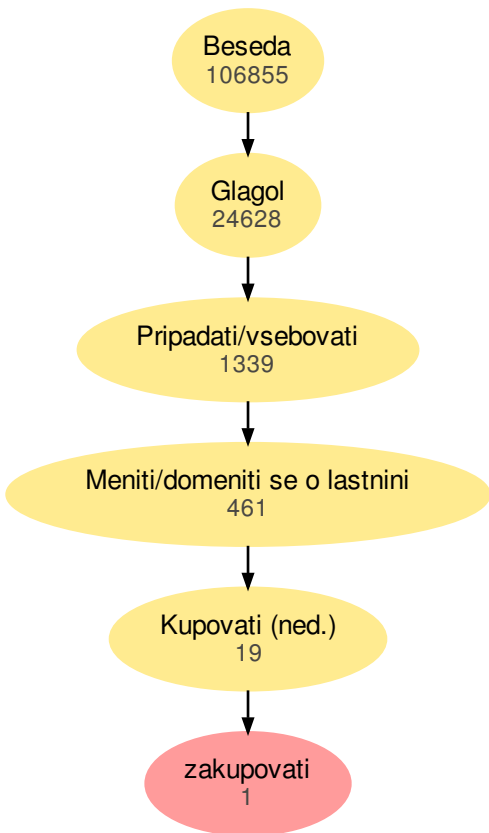 Beseda
106855
Glagol
24628
Pripadati/vsebovati
1339
Meniti/domeniti se o lastnini
461
Kupovati (ned.)
19
zakupovati
1